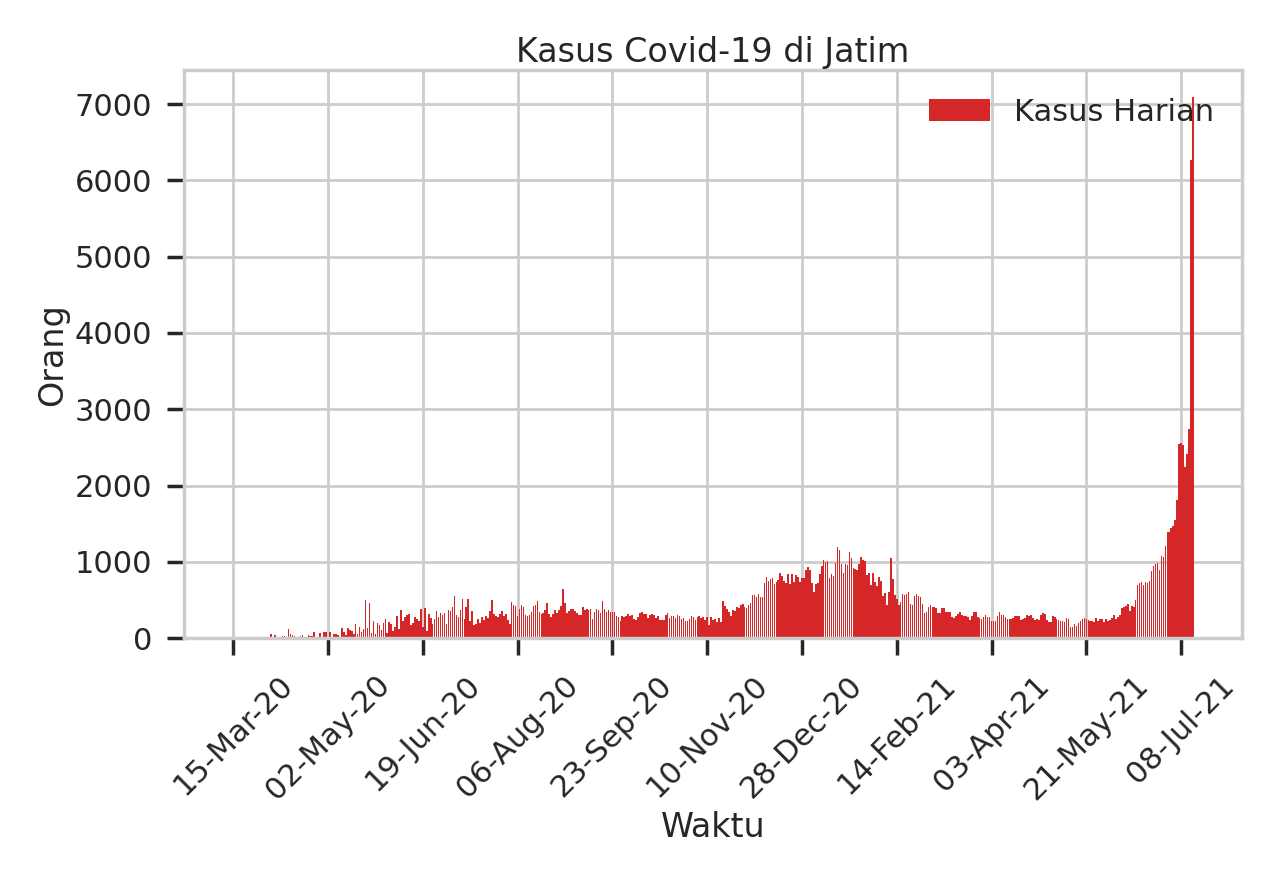 Kasus Covid-19 di Jatim
Kasus Harian
7000
6000
5000
4000
3000
2000
1000
0
Orang
15-Mar-20
02-May-20
19-Jun-20
06-Aug-20
23-Sep-20
10-Nov-20
28-Dec-20
14-Feb-21
03-Apr-21
21-May-21
08-Jul-21
Waktu